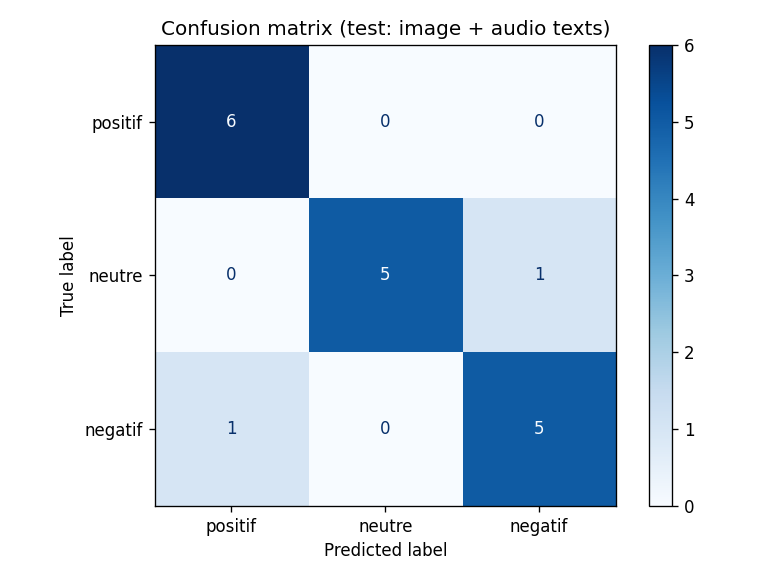 Confusion matrix (test: image + audio texts)
positif 6 0 0
neutre 0 5 1
negatif 1 0 5
positif neutre negatif
Predicted label
True label
6
5
4
3
2
1
0